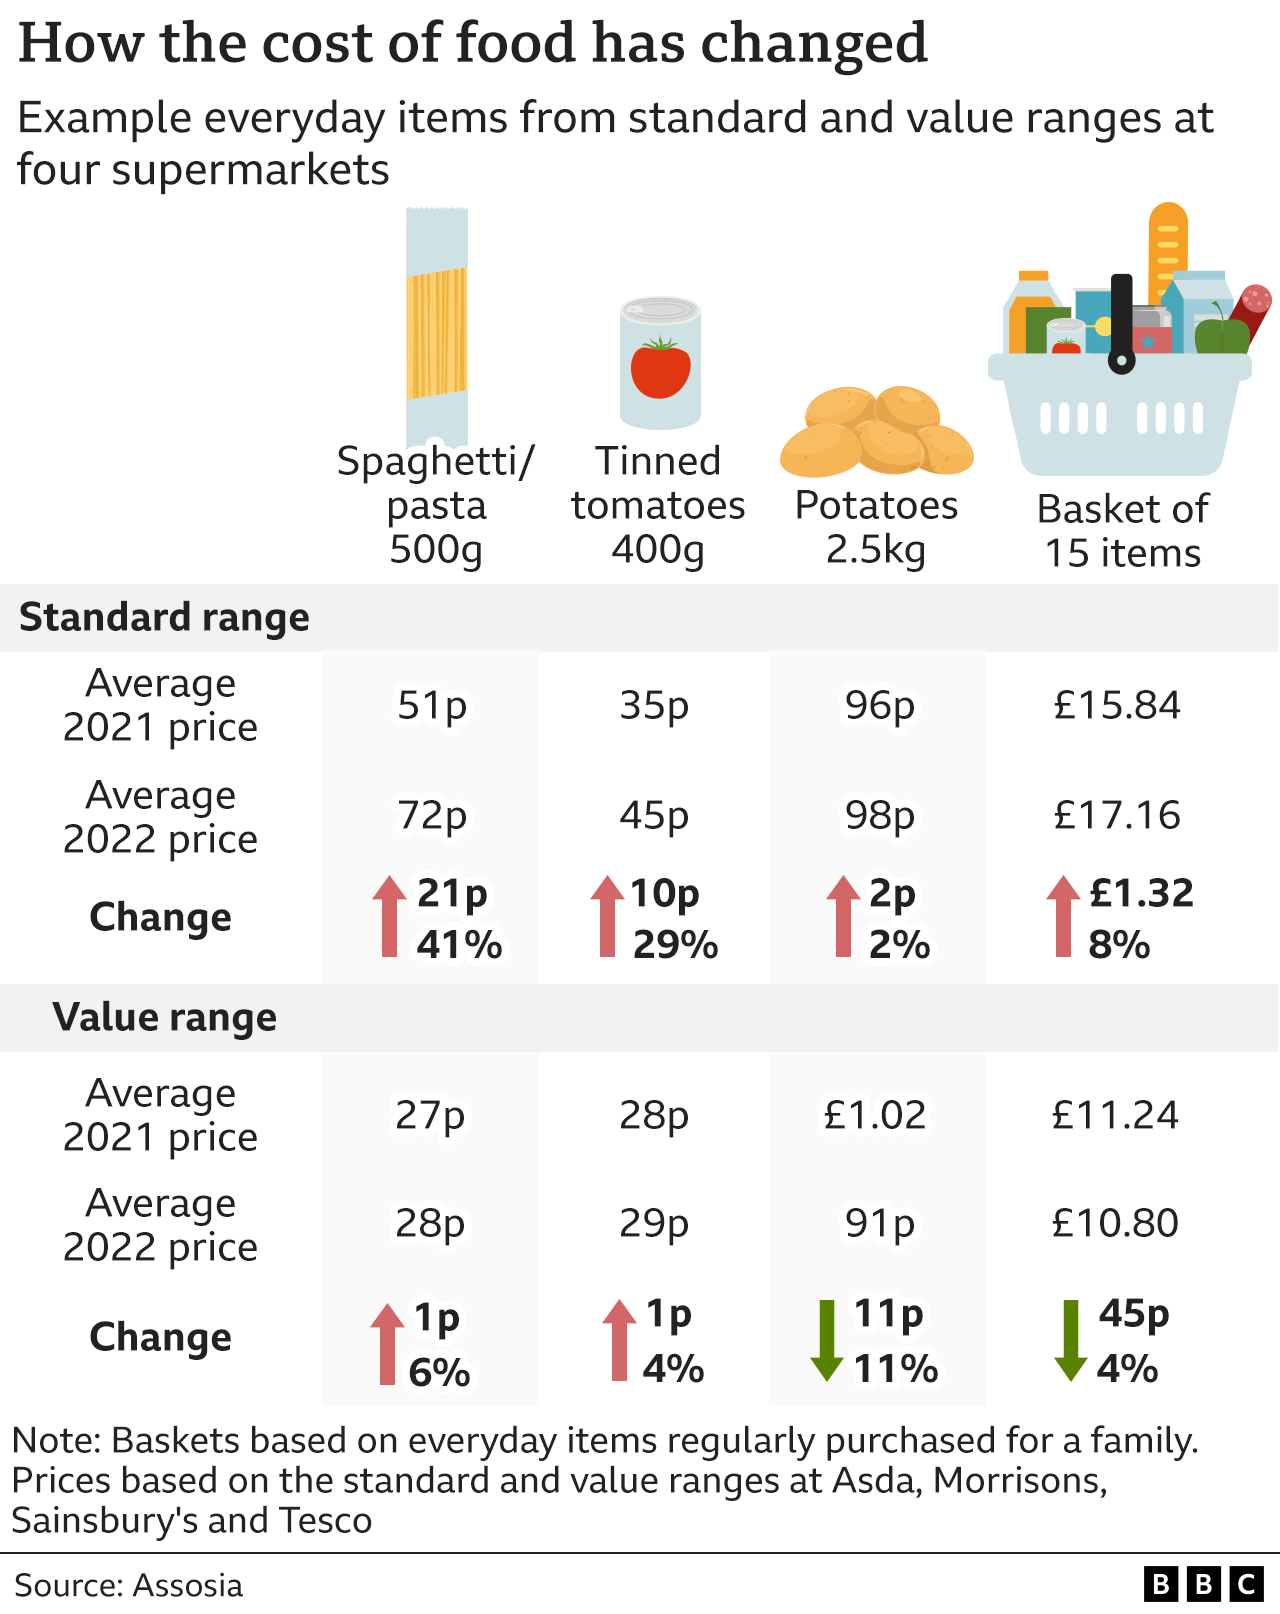 How the cost of food has changed
Example everyday items from standard and value ranges at
four supermarkets
Spaghetti/
pasta
500g
Tinned
tomatoes
400g
Potatoes
2.5kg
Basket of
15 items
Standard range
Average
2021 price
51p
35p
96p
£15.84
Average
2022 price
72p
45p
98p
£17.16
Change
21p
41%
10p
29%
2p
2%
£1.32
8%
Value range
Average
2021 price
27p
28p
£1.02
£11.24
Average
2022 price
28p
29p
91p
£10.80
Change
1p
6%
1p
4%
11p
11%
45p
4%
Note: Baskets based on everyday items regularly purchased for a family.
Prices based on the standard and value ranges at Asda, Morrisons,
Sainsbury's and Tesco
Source: Assosia
BBC